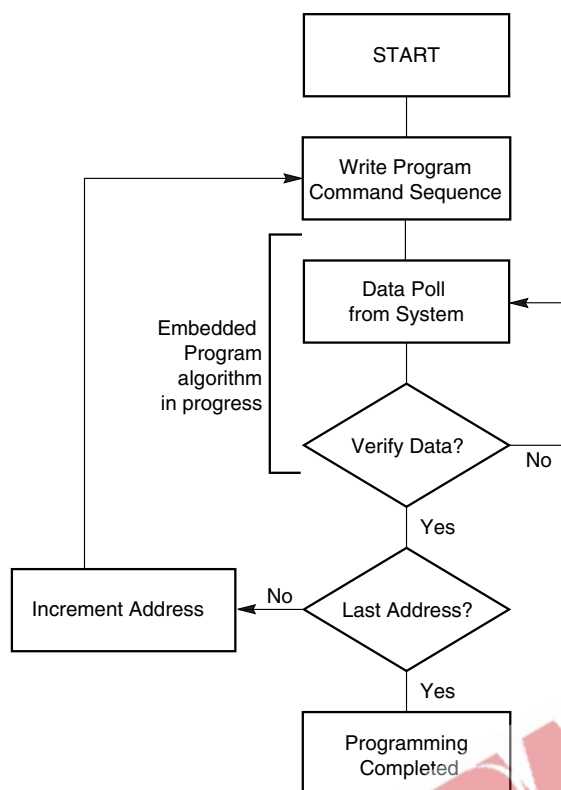 START
Write Program
Command Sequence
Data Poll
from System
Embedded
Program
algorithm
in progress
Verify Data?
No
Yes
Increment Address
No
Last Address?
Yes
Programming
Completed